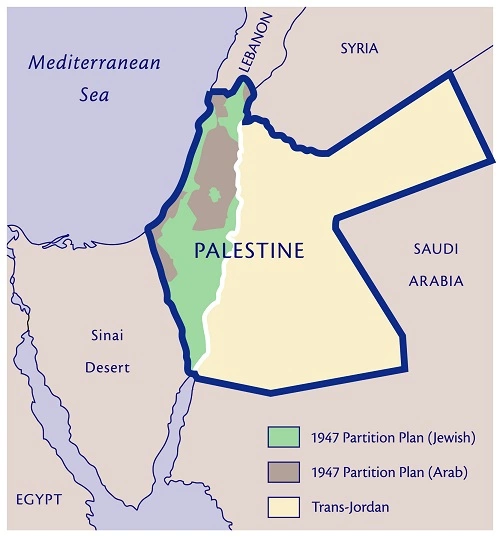 Mediterranean
Sea
LEBANON
SYRIA
PALESTINE
SAUDI
ARABIA
Sinai
Desert
EGYPT
1947 Partition Plan (Jewish)
1947 Partition Plan (Arab)
Trans-Jordan